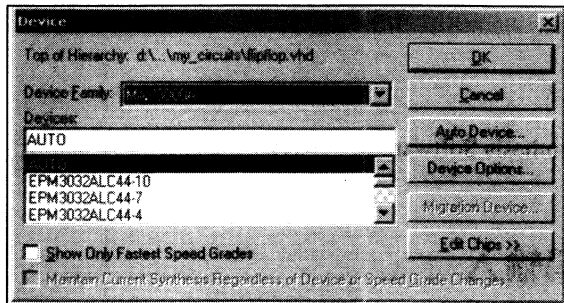 Device
Top of Hierarchy: d:\...\my_circuits\flipflop.vhd
OK
Device Family:
Cancel
Devices:
AUTO
Auto Device...
EPM3032ALC44-10
EPM3032ALC44-7
EPM3032ALC44-4
Device Options...
Migration Device...
Edit Chips >>
Show Only Fastest Speed Grades
Maintain Current Synthesis Regardless of Device or Speed Grade Changes